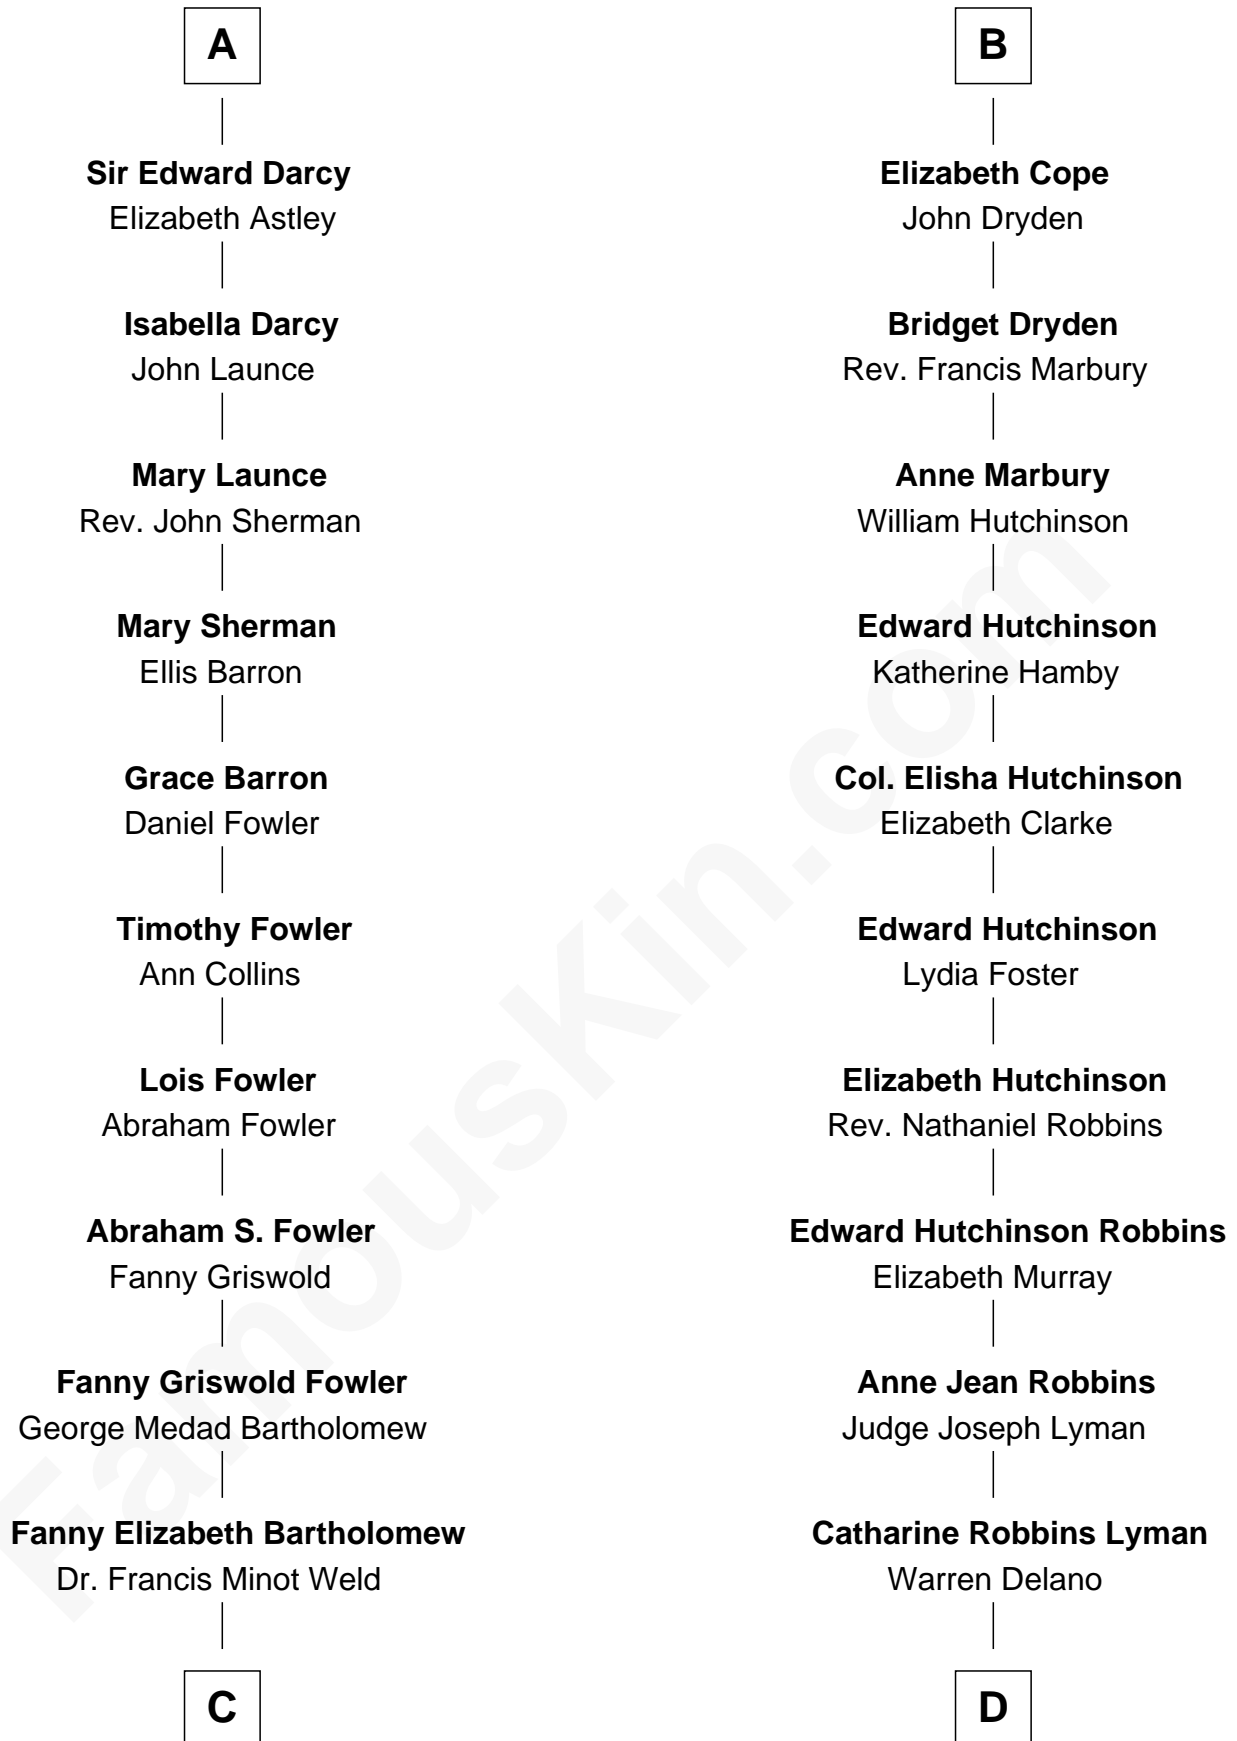 A
Sir Edward Darcy
Elizabeth Astley
Isabella Darcy
John Launce
Mary Launce
Rev. John Sherman
Mary Sherman
Ellis Barron
Grace Barron
Daniel Fowler
Timothy Fowler
Ann Collins
Lois Fowler
Abraham Fowler
Abraham S. Fowler
Fanny Griswold
Fanny Griswold Fowler
George Medad Bartholomew
Fanny Elizabeth Bartholomew
Dr. Francis Minot Weld
C
B
Elizabeth Cope
John Dryden
Bridget Dryden
Rev. Francis Marbury
Anne Marbury
William Hutchinson
Edward Hutchinson
Katherine Hamby
Col. Elisha Hutchinson
Elizabeth Clarke
Edward Hutchinson
Lydia Foster
Elizabeth Hutchinson
Rev. Nathaniel Robbins
Edward Hutchinson Robbins
Elizabeth Murray
Anne Jean Robbins
Judge Joseph Lyman
Catharine Robbins Lyman
Warren Delano
D
FamousKin.com